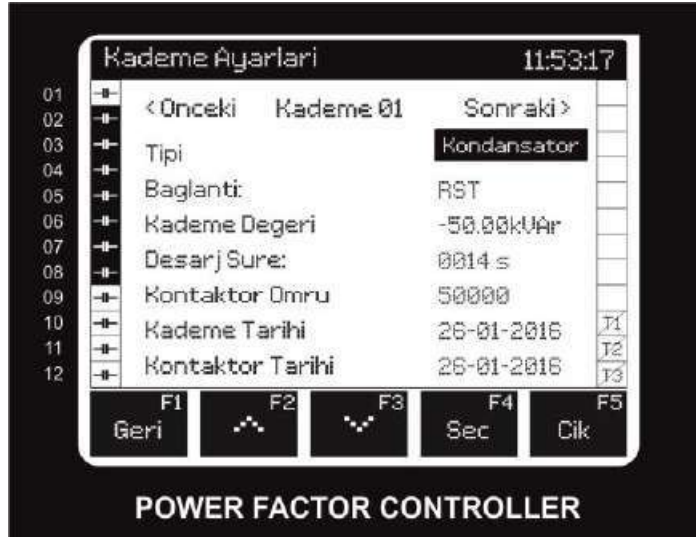 Kademe Ayarlari 11:53:17
01
02
03
04
05
06
07
08
09
10
11
12
<Onceki Kademe 01 Sonraki>
Tipi Kondansator
Baglanti: RST
Kademe Degeri -50.00kVAr
Desarj Sure: 0014 s
Kontaktor Omru 50000
Kademe Tarihi 26-01-2016
Kontaktor Tarihi 26-01-2016
T1
T2
T3
F1 F2 F3 F4 F5
Geri Sec Cik
POWER FACTOR CONTROLLER